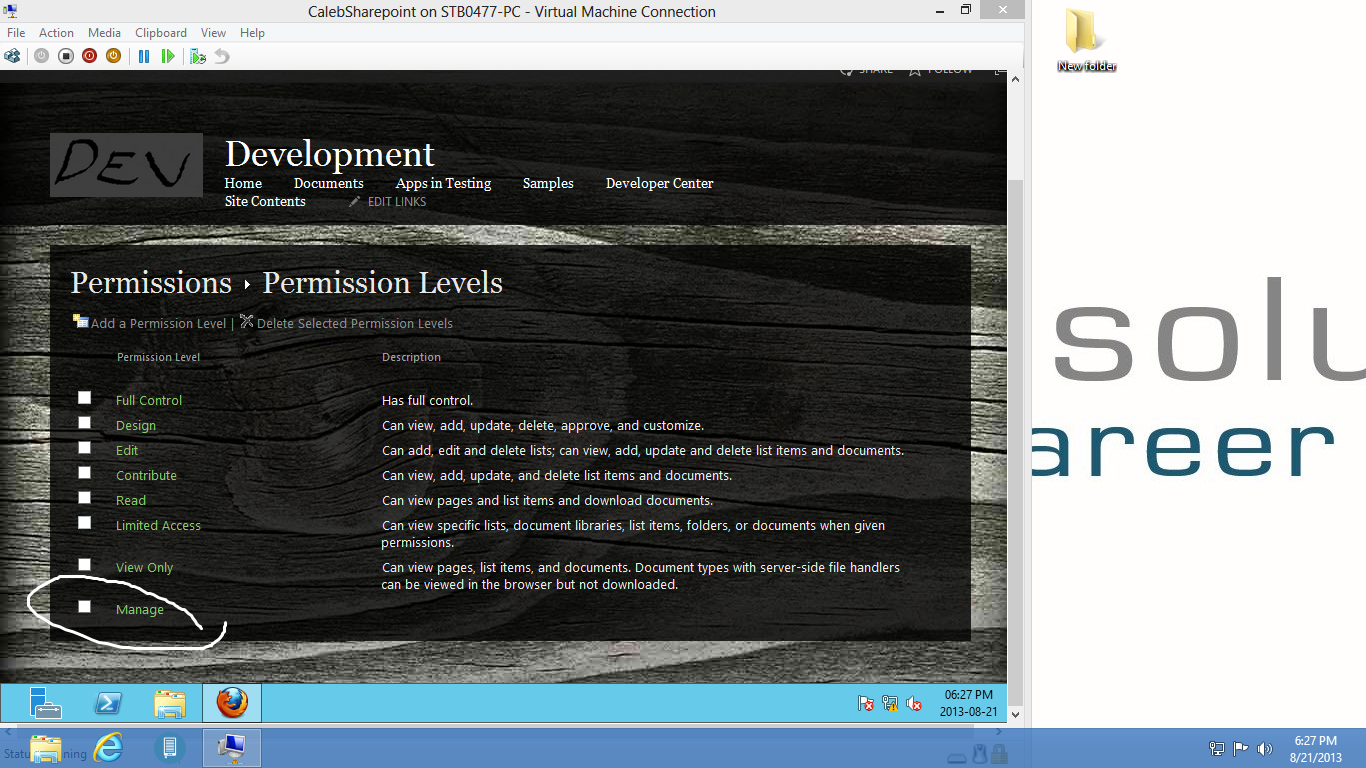 CalebSharepoint on STB0477-PC - Virtual Machine Connection
File Action Media Clipboard View Help
SHARE FOLLOW
New folder
DEV
Development
Home Documents Apps in Testing Samples Developer Center
Site Contents EDIT LINKS
Permissions Permission Levels
Add a Permission Level | Delete Selected Permission Levels
Permission Level Description
Full Control Has full control.
Design Can view, add, update, delete, approve, and customize.
Edit Can add, edit and delete lists; can view, add, update and delete list items and documents.
Contribute Can view, add, update, and delete list items and documents.
Read Can view pages and list items and download documents.
Limited Access Can view specific lists, document libraries, list items, folders, or documents when given
permissions.
View Only Can view pages, list items, and documents. Document types with server-side file handlers
can be viewed in the browser but not downloaded.
Manage
solu
areer
06:27 PM
2013-08-21
6:27 PM
8/21/2013